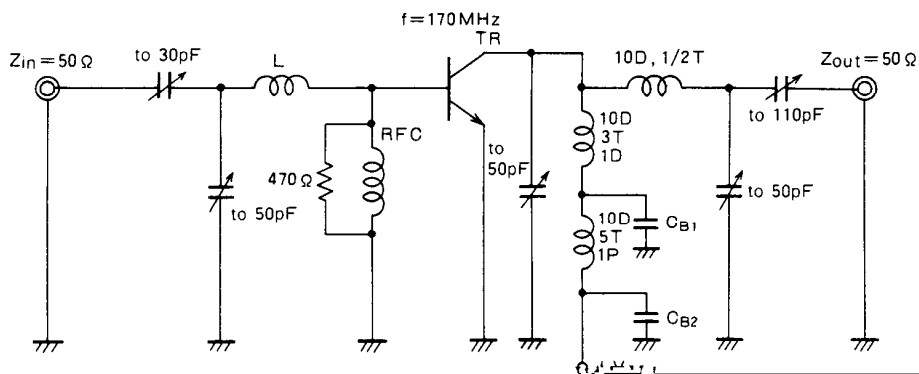 f=170MHz
TR
Zin=50Ω
to 30pF
L
10D, 1/2T
Zout=50Ω
to 110pF
RFC
470Ω
to 50pF
to
50pF
10D
3T
1D
to 50pF
CB1
10D
5T
1P
CB2